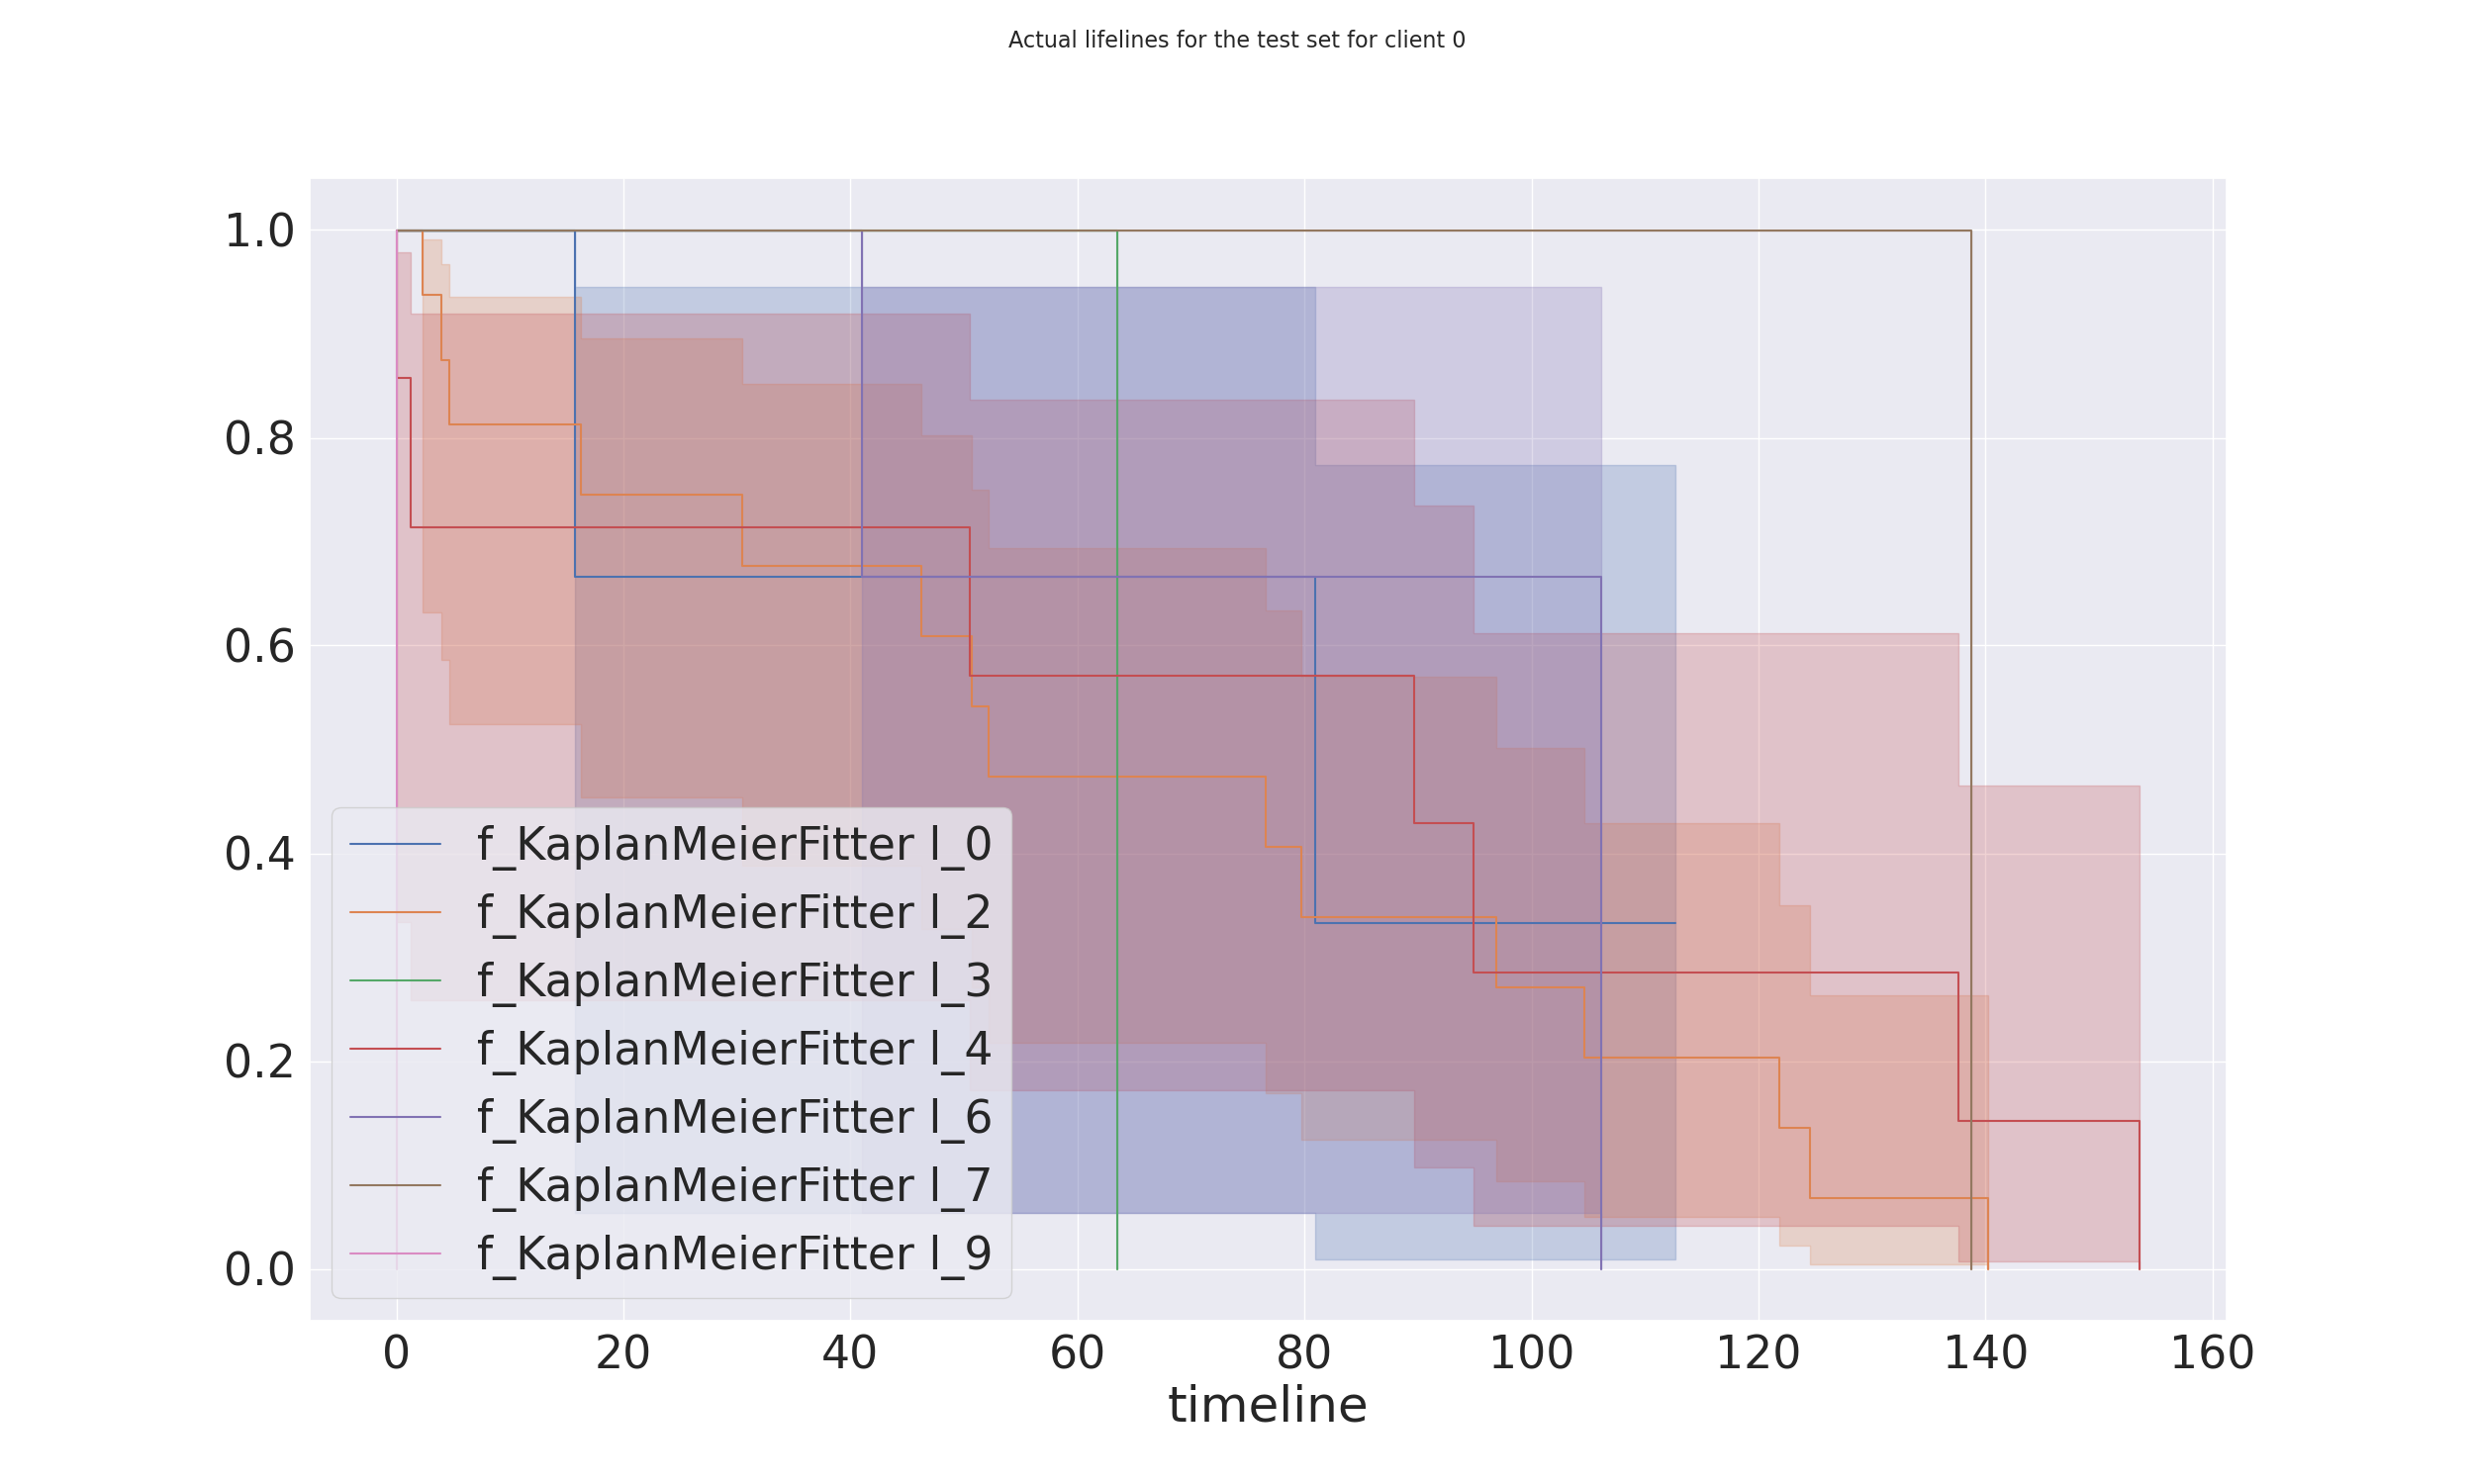 Actual lifelines for the test set for client 0
1.0
0.8
0.6
0.4
0.2
0.0
f_KaplanMeierFitter l_0
f_KaplanMeierFitter l_2
f_KaplanMeierFitter l_3
f_KaplanMeierFitter l_4
f_KaplanMeierFitter l_6
f_KaplanMeierFitter l_7
f_KaplanMeierFitter l_9
0 20 40 60 80 100 120 140 160
timeline